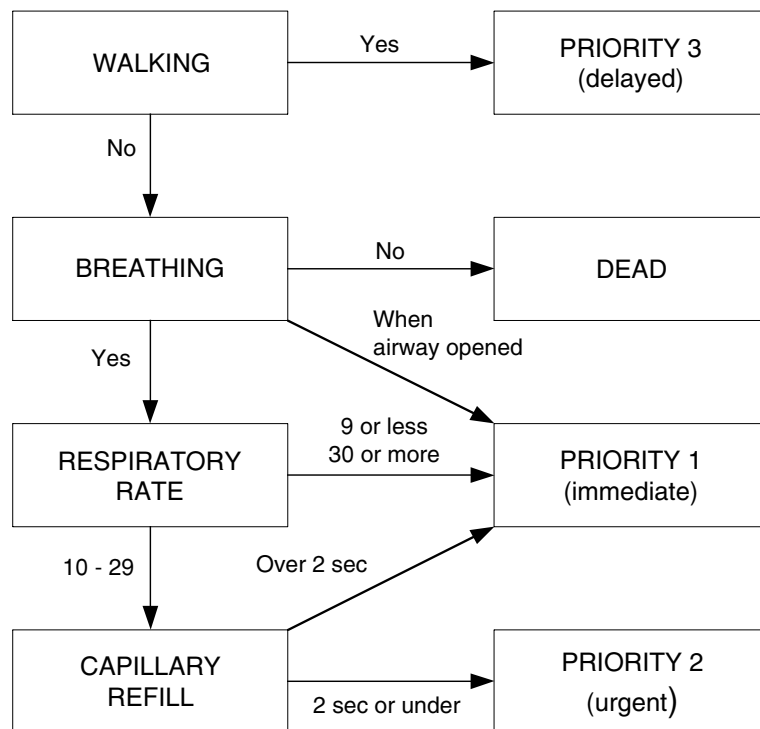 WALKING
Yes
PRIORITY 3
(delayed)
No
BREATHING
No
DEAD
When
airway opened
Yes
RESPIRATORY
RATE
9 or less
30 or more
PRIORITY 1
(immediate)
10 - 29
Over 2 sec
CAPILLARY
REFILL
2 sec or under
PRIORITY 2
(urgent)